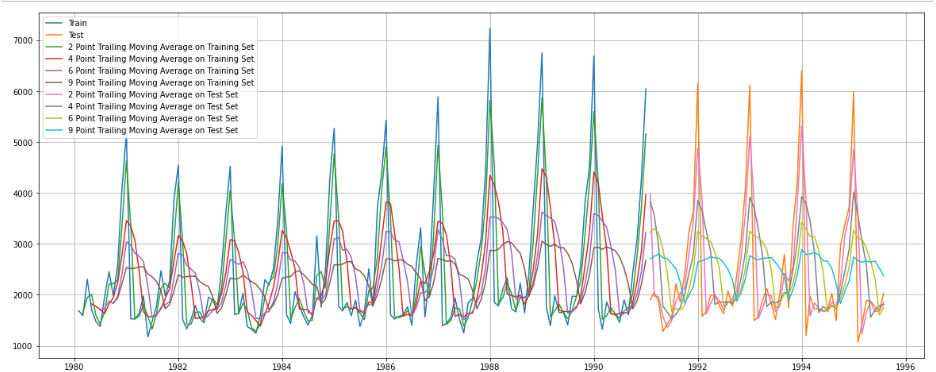 Train
Test
2 Point Trailing Moving Average on Training Set
4 Point Trailing Moving Average on Training Set
6 Point Trailing Moving Average on Training Set
9 Point Trailing Moving Average on Training Set
2 Point Trailing Moving Average on Test Set
4 Point Trailing Moving Average on Test Set
6 Point Trailing Moving Average on Test Set
9 Point Trailing Moving Average on Test Set
7000
6000
5000
4000
3000
2000
1000
1980 1982 1984 1986 1988 1990 1992 1994 1996